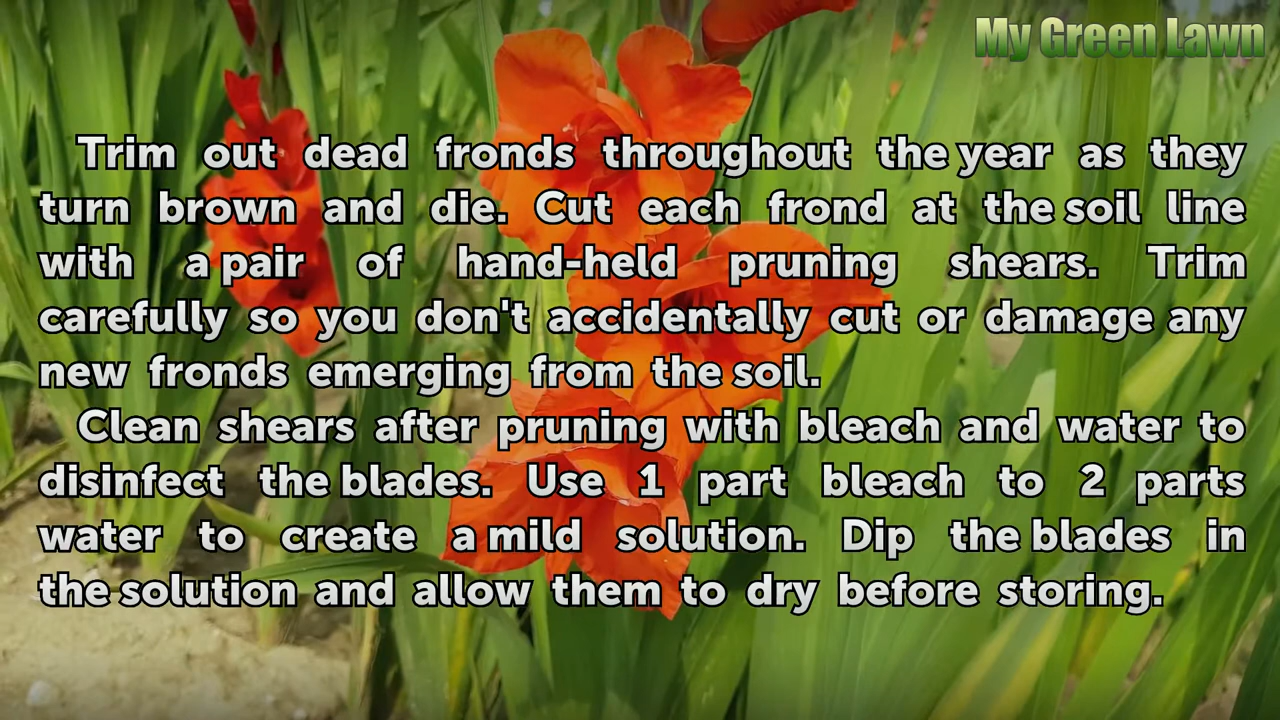 My Green Lawn
Trim out dead fronds throughout the year as they
turn brown and die. Cut each frond at the soil line
with a pair of hand-held pruning shears. Trim
carefully so you don't accidentally cut or damage any
new fronds emerging from the soil.
Clean shears after pruning with bleach and water to
disinfect the blades. Use 1 part bleach to 2 parts
water to create a mild solution. Dip the blades in
the solution and allow them to dry before storing.